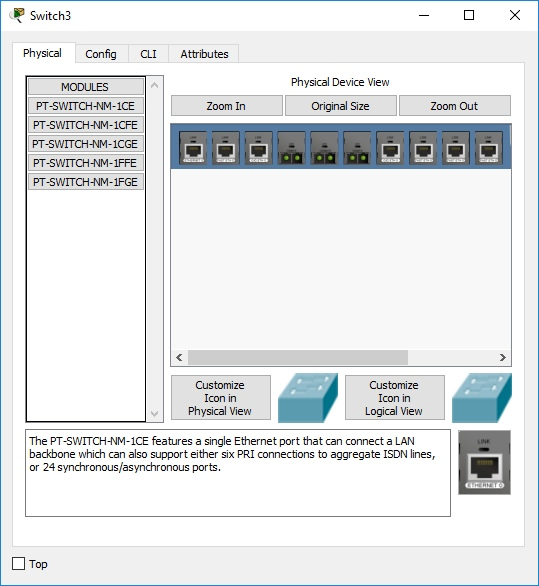 Switch3
Physical Config CLI Attributes
MODULES
PT-SWITCH-NM-1CE
PT-SWITCH-NM-1CFE
PT-SWITCH-NM-1CGE
PT-SWITCH-NM-1FFE
PT-SWITCH-NM-1FGE
Physical Device View
Zoom In Original Size Zoom Out
Customize
Icon in
Physical View
Customize
Icon in
Logical View
The PT-SWITCH-NM-1CE features a single Ethernet port that can connect a LAN
backbone which can also support either six PRI connections to aggregate ISDN lines,
or 24 synchronous/asynchronous ports.
LINK
ETHERNET 0
Top